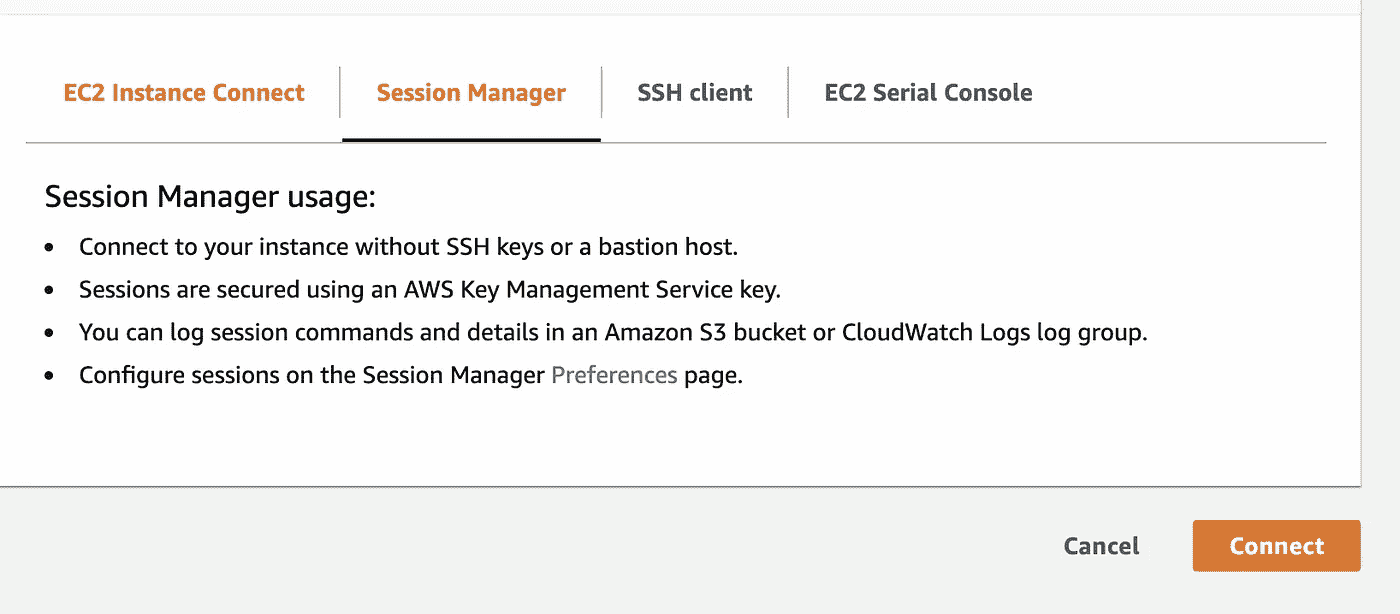 EC2 Instance Connect
Session Manager
SSH client
EC2 Serial Console
Session Manager usage:
• Connect to your instance without SSH keys or a bastion host.
• Sessions are secured using an AWS Key Management Service key.
• You can log session commands and details in an Amazon S3 bucket or CloudWatch Logs log group.
• Configure sessions on the Session Manager Preferences page.
Cancel
Connect